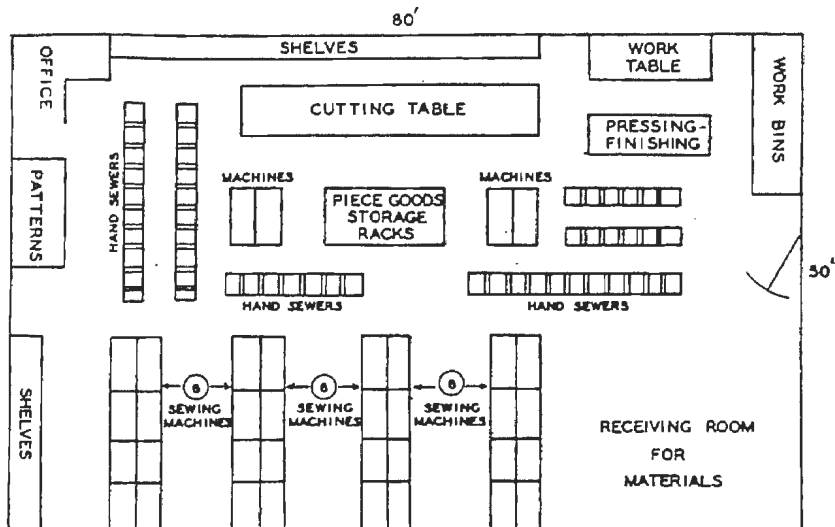 80'
OFFICE
SHELVES
WORK
TABLE
WORK BINS
CUTTING TABLE
PRESSING-
FINISHING
HAND SEWERS
PATTERNS
MACHINES
PIECE GOODS
STORAGE
RACKS
MACHINES
50'
HAND SEWERS
HAND SEWERS
SHELVES
6
SEWING
MACHINES
6
SEWING
MACHINES
6
SEWING
MACHINES
RECEIVING ROOM
FOR
MATERIALS